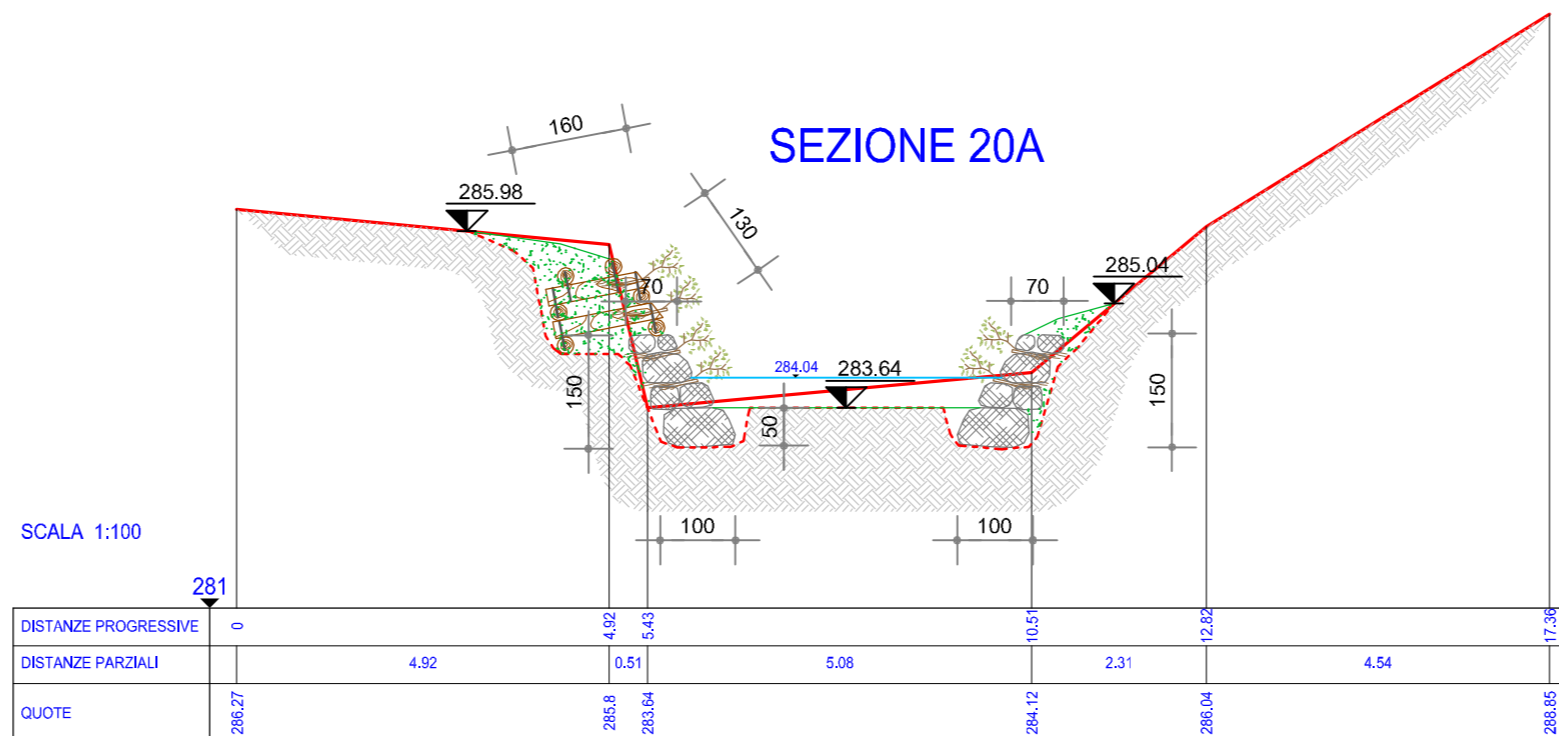 160
SEZIONE 20A
285.98
130
285.04
70
70
284.04
283.64
150
50
150
100
100
SCALA 1:100
281
DISTANZE PROGRESSIVE 0 4.92 5.43 10.51 12.82 17.36
DISTANZE PARZIALI 4.92 0.51 5.08 2.31 4.54
QUOTE 286.27 285.8 283.64 284.12 286.04 288.85